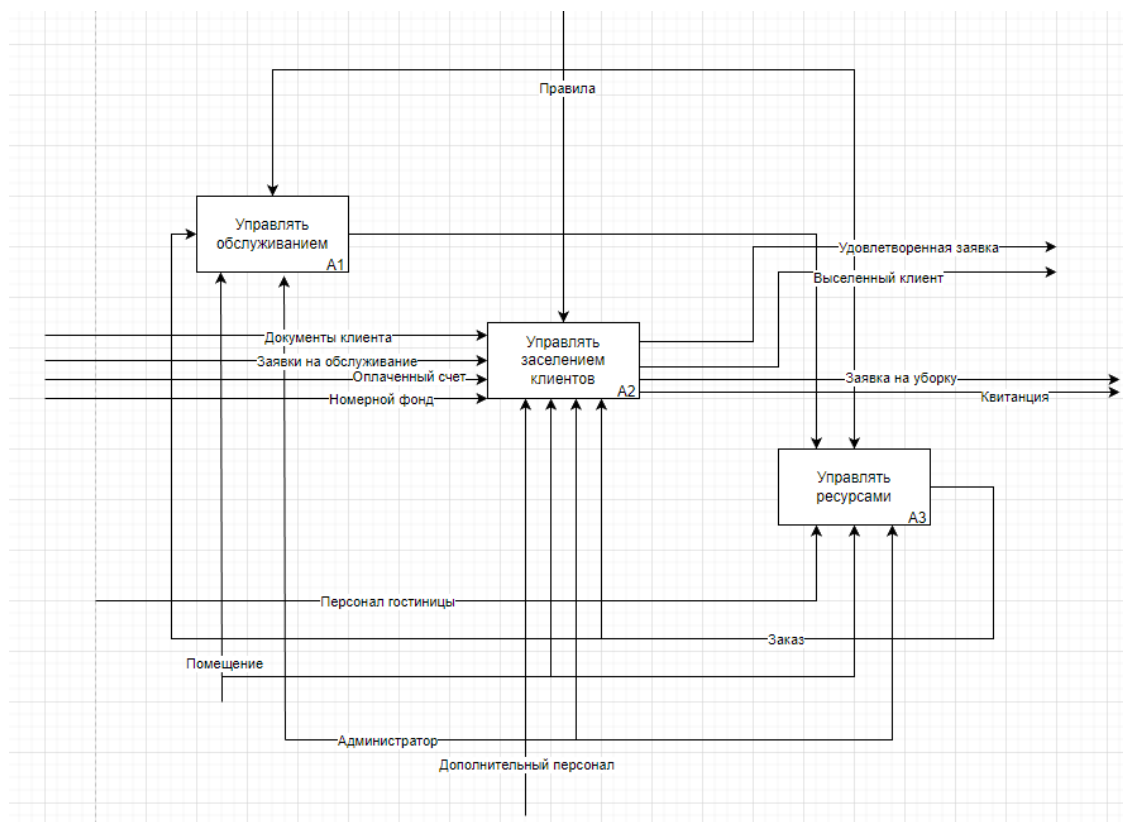 Правила
Управлять
обслуживанием
A1
Удовлетворенная заявка
Выселенный клиент
Документы клиента
Заявки на обслуживание
Оплаченный счет
Номерной фонд
Управлять
заселением
клиентов
A2
Заявка на уборку
Квитанция
Управлять
ресурсами
A3
Персонал гостиницы
Заказ
Помещение
Администратор
Дополнительный персонал